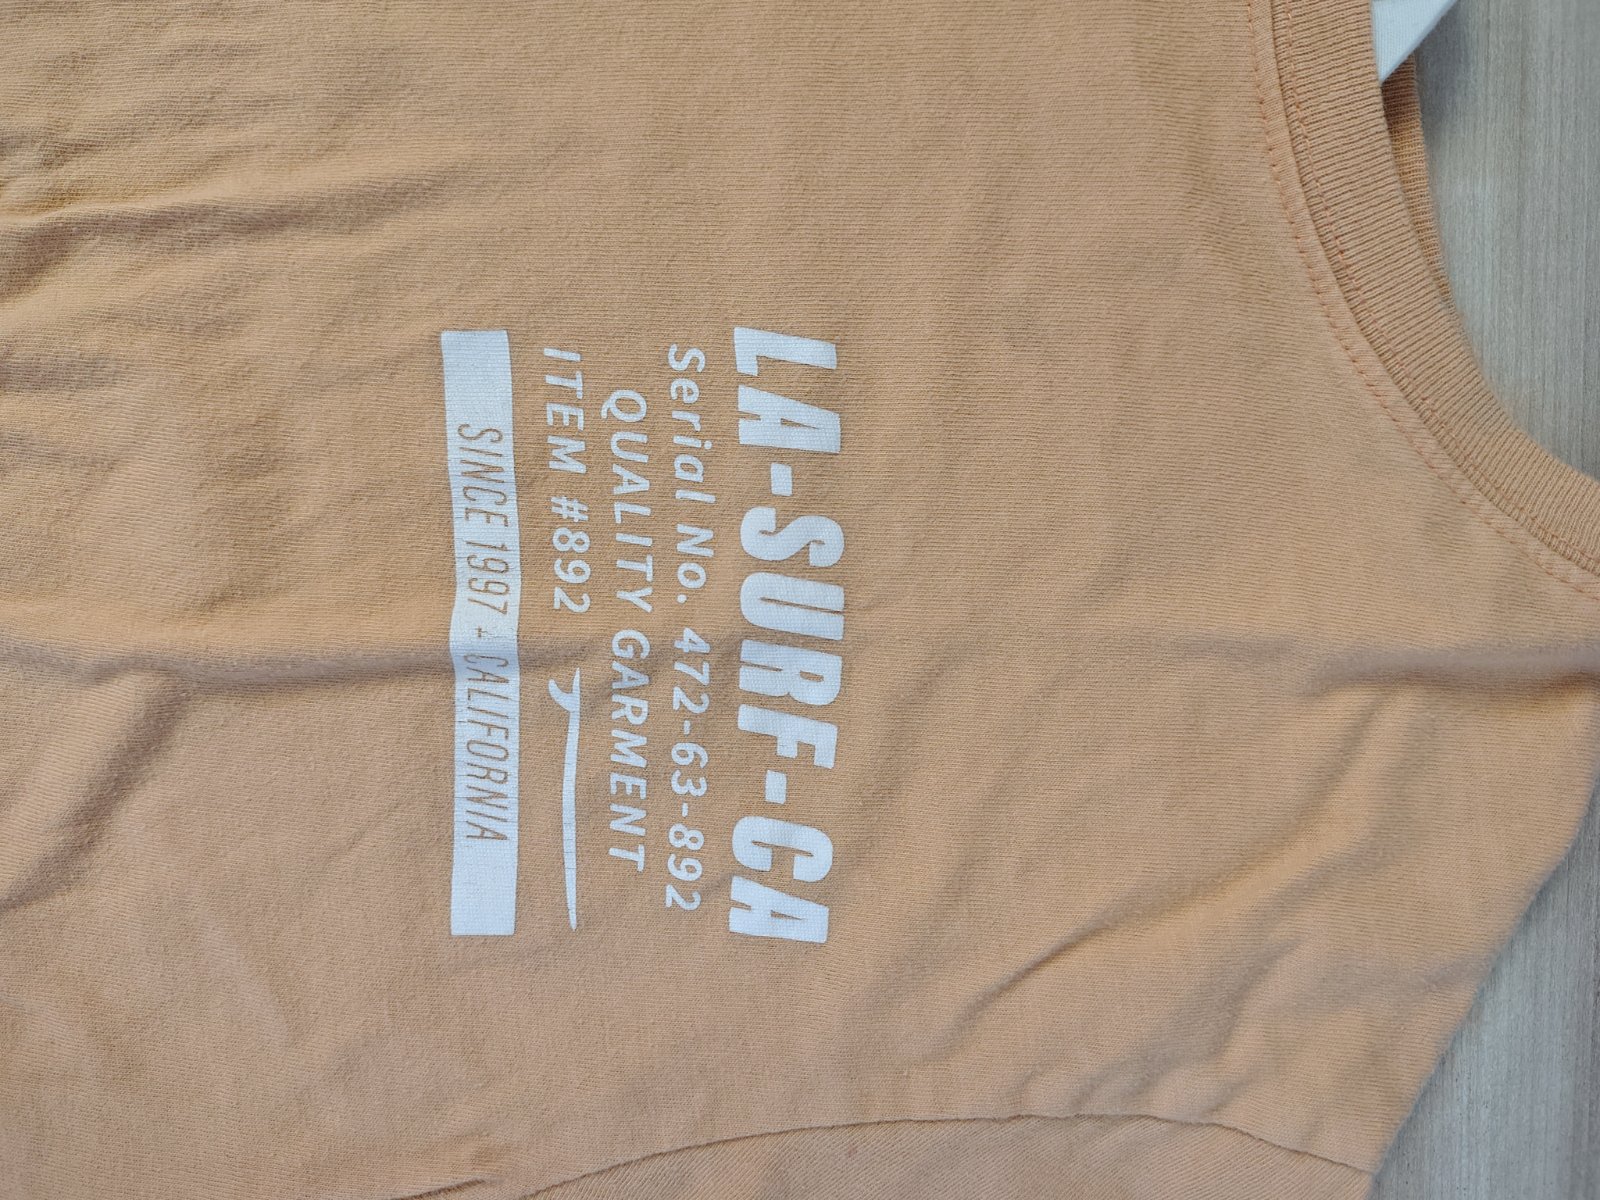 LA-SURF-CA
Serial No. 472-63-892
QUALITY GARMENT
ITEM #892
SINCE 1997 - CALIFORNIA